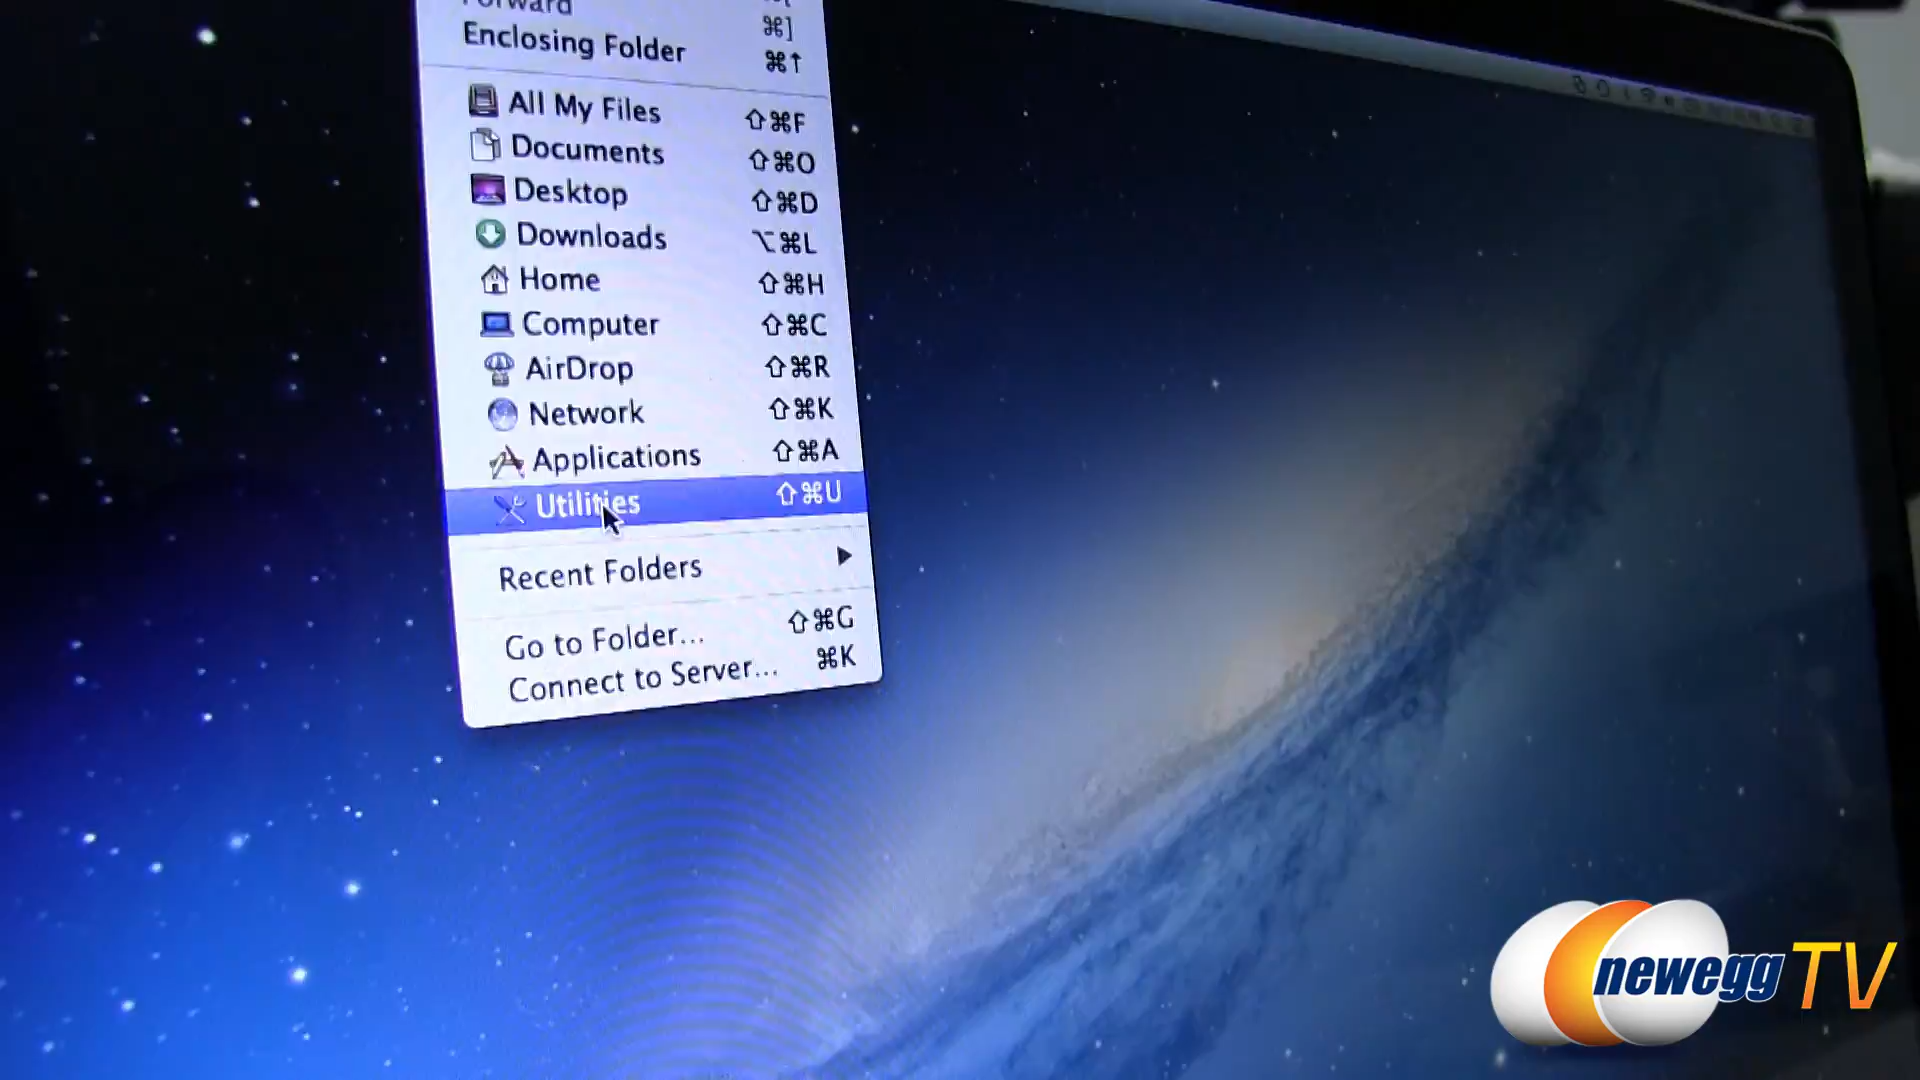 Forward
Enclosing Folder ⌘↑
⌘]
All My Files ⇧⌘F
Documents ⇧⌘O
Desktop ⇧⌘D
Downloads ⌥⌘L
Home ⇧⌘H
Computer ⇧⌘C
AirDrop ⇧⌘R
Network ⇧⌘K
Applications ⇧⌘A
Utilities ⇧⌘U
Recent Folders ▶
Go to Folder... ⇧⌘G
Connect to Server... ⌘K
newegg TV